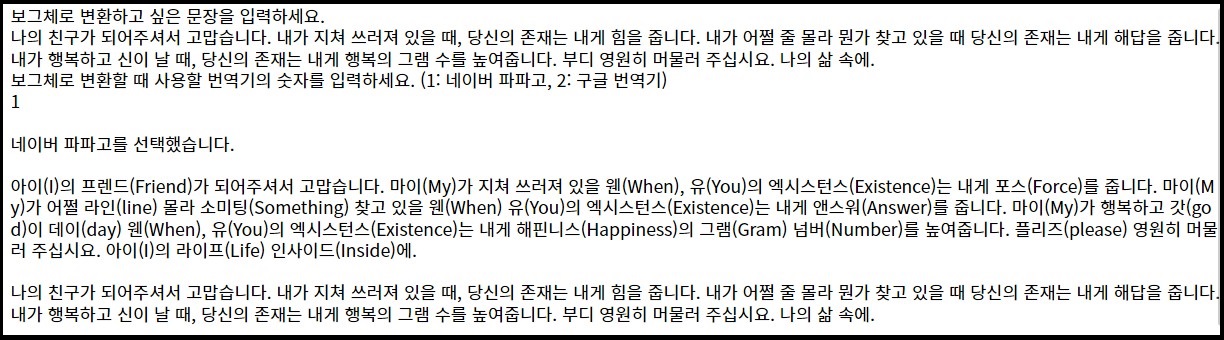 보그체로 변환하고 싶은 문장을 입력하세요.
나의 친구가 되어주셔서 고맙습니다. 내가 지쳐 쓰러져 있을 때, 당신의 존재는 내게 힘을 줍니다. 내가 어쩔 줄 몰라 뭔가 찾고 있을 때 당신의 존재는 내게 해답을 줍니다.
내가 행복하고 신이 날 때, 당신의 존재는 내게 행복의 그램 수를 높여줍니다. 부디 영원히 머물러 주십시요. 나의 삶 속에.
보그체로 변환할 때 사용할 번역기의 숫자를 입력하세요. (1: 네이버 파파고, 2: 구글 번역기)
1
네이버 파파고를 선택했습니다.
아이(I)의 프렌드(Friend)가 되어주셔서 고맙습니다. 마이(My)가 지쳐 쓰러져 있을 웬(When), 유(You)의 엑시스턴스(Existence)는 내게 포스(Force)를 줍니다. 마이(M
y)가 어쩔 라인(line) 몰라 소미팅(Something) 찾고 있을 웬(When) 유(You)의 엑시스턴스(Existence)는 내게 앤스워(Answer)를 줍니다. 마이(My)가 행복하고 갓(go
d)이 데이(day) 웬(When), 유(You)의 엑시스턴스(Existence)는 내게 해핀니스(Happiness)의 그램(Gram) 넘버(Number)를 높여줍니다. 플리즈(please) 영원히 머물
러 주십시요. 아이(I)의 라이프(Life) 인사이드(Inside)에.
나의 친구가 되어주셔서 고맙습니다. 내가 지쳐 쓰러져 있을 때, 당신의 존재는 내게 힘을 줍니다. 내가 어쩔 줄 몰라 뭔가 찾고 있을 때 당신의 존재는 내게 해답을 줍니다.
내가 행복하고 신이 날 때, 당신의 존재는 내게 행복의 그램 수를 높여줍니다. 부디 영원히 머물러 주십시요. 나의 삶 속에.